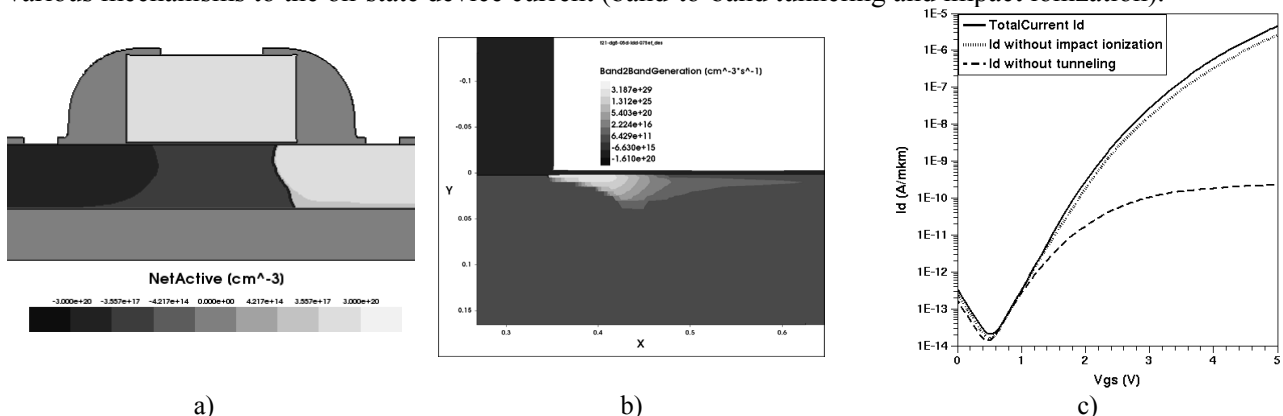 various mechanisms to the on-state device current (band-to-band tunneling and impact ionization).
NetActive (cm^-3)
-3.000e+20 -3.557e+17 -4.217e+14 0.000e+00 4.217e+14 3.557e+17 3.000e+20
a)
Band2BandGeneration (cm^-3*s^-1)
3.187e+29
1.312e+25
5.403e+20
2.224e+16
6.429e+11
-6.630e+15
-1.610e+20
-0.1
-0.05
0
0.05
0.1
0.15
Y
0.3 0.4 0.5 0.6
X
b)
TotalCurrent Id
Id without impact ionization
Id without tunneling
1E-5
1E-6
1E-7
1E-8
1E-9
1E-10
1E-11
1E-12
1E-13
1E-14
Id (A/mkm)
0 1 2 3 4 5
Vgs (V)
c)